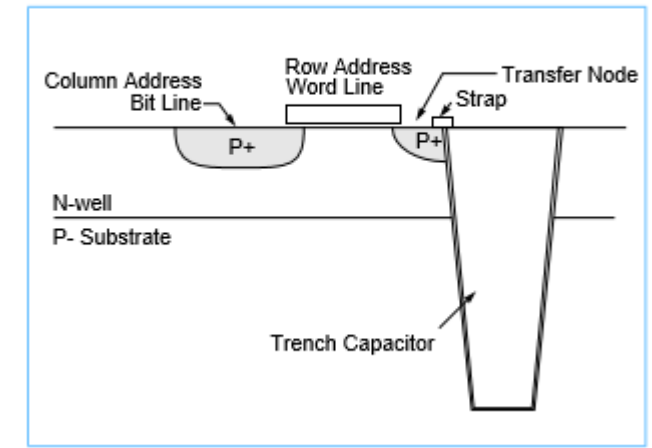 Column Address
Bit Line
Row Address
Word Line
Transfer Node
Strap
P+
P+
N-well
P- Substrate
Trench Capacitor